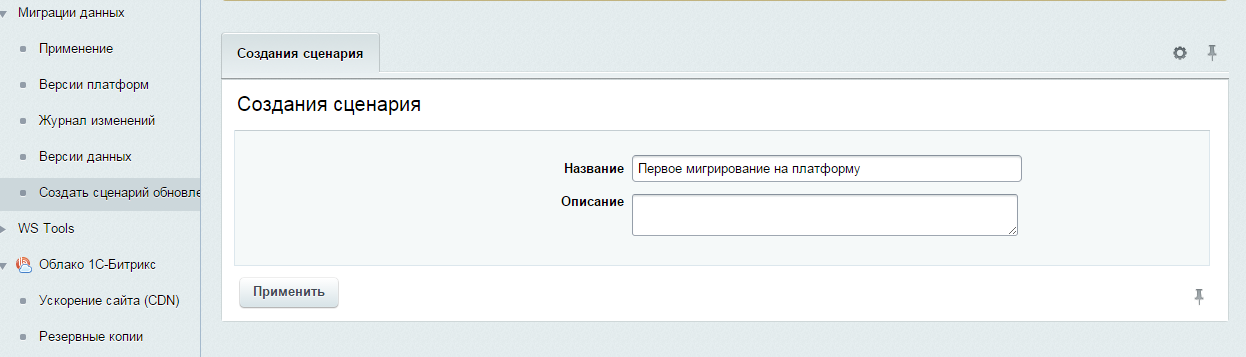 Миграции данных
Применение
Версии платформ
Журнал изменений
Версии данных
Создать сценарий обновле
WS Tools
Облако 1С-Битрикс
Ускорение сайта (CDN)
Резервные копии
Создания сценария
Создания сценария
Название Первое мигрирование на платформу
Описание
Применить